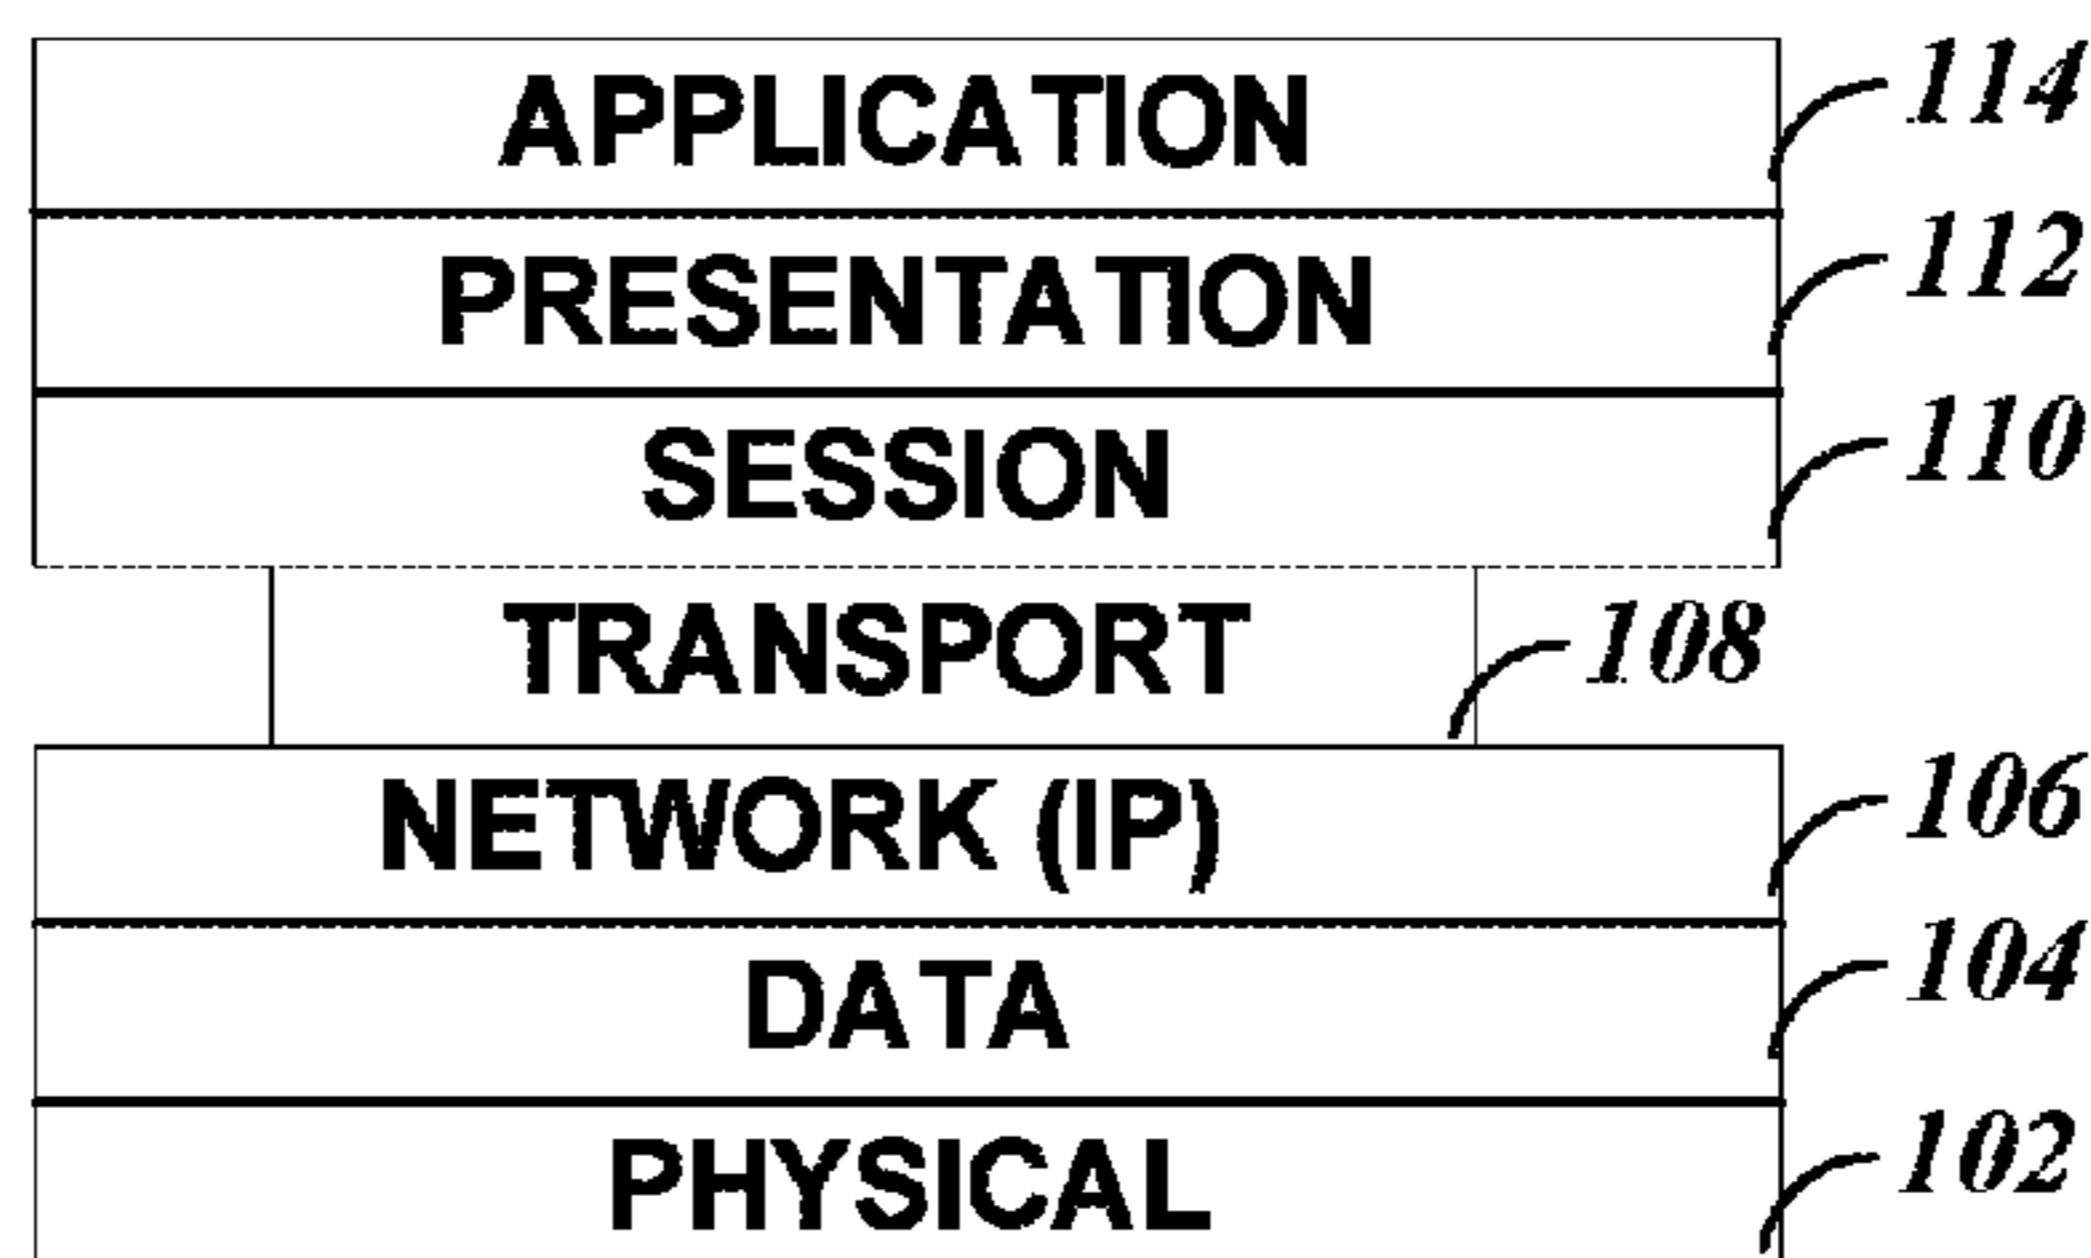 APPLICATION 114
PRESENTATION 112
SESSION 110
TRANSPORT 108
NETWORK (IP) 106
DATA 104
PHYSICAL 102